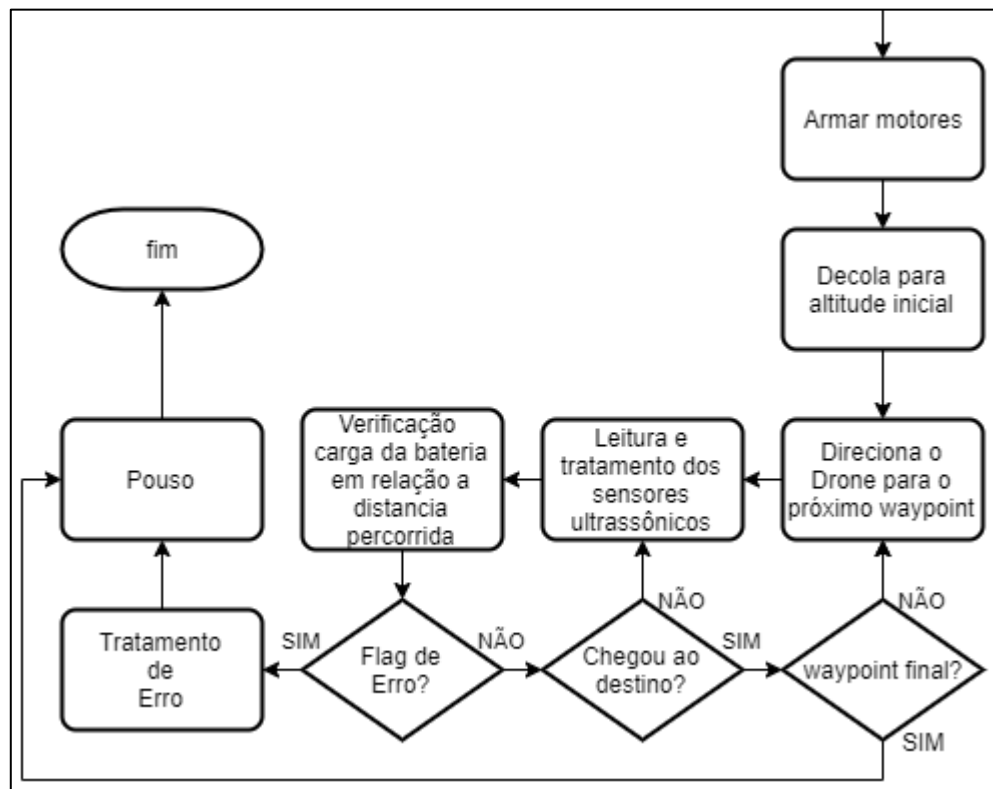 Armar motores
Decola para
altitude inicial
fim
Direciona o
Drone para o
próximo waypoint
Leitura e
tratamento dos
sensores
ultrassônicos
Verificação
carga da bateria
em relação a
distancia
percorrida
Pouso
Tratamento
de
Erro
SIM
Flag de
Erro?
NÃO
Chegou ao
destino?
NÃO
SIM
waypoint final?
NÃO
SIM